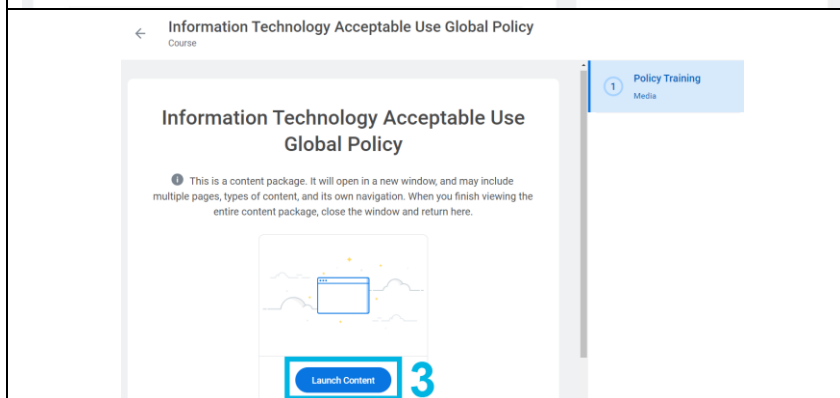 Information Technology Acceptable Use Global Policy
Course
1
Policy Training
Media
Information Technology Acceptable Use
Global Policy
This is a content package. It will open in a new window, and may include
multiple pages, types of content, and its own navigation. When you finish viewing the
entire content package, close the window and return here.
Launch Content
3